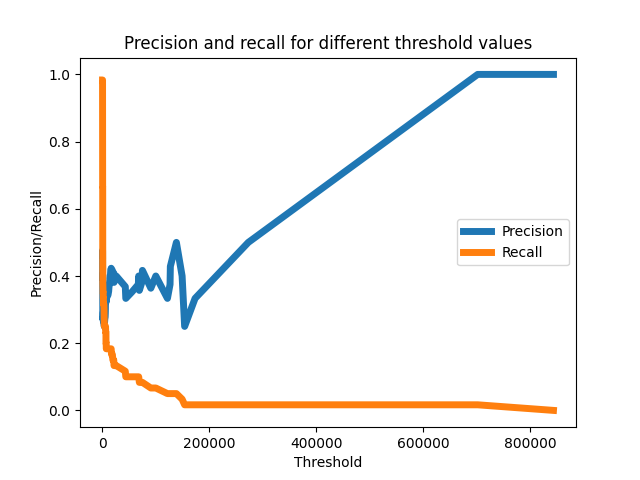 Precision and recall for different threshold values
1.0
0.8
0.6
0.4
0.2
0.0
Precision/Recall
Precision
Recall
0 200000 400000 600000 800000
Threshold